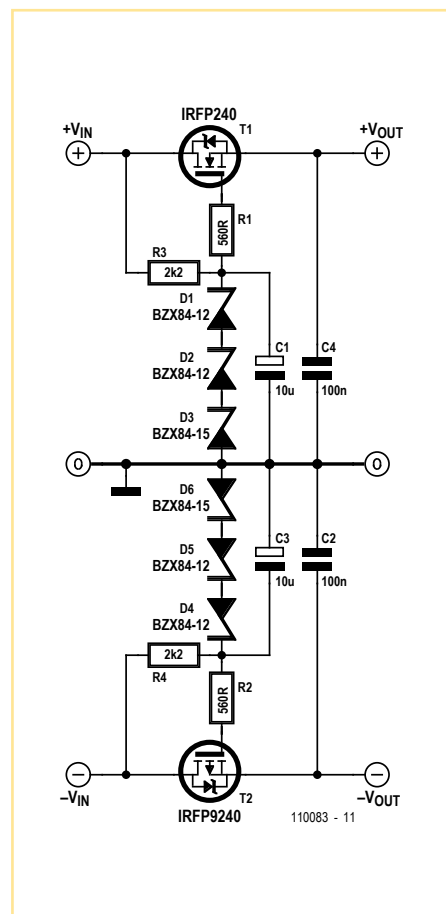 IRFP240
T1
+VIN
+VOUT
+
+
560R
R1
R3
2k2
D1
BZX84-12
D2
BZX84-12
C1
C4
D3
BZX84-15
10u
100n
0
0
D6
BZX84-15
D5
BZX84-12
C3
C2
10u
100n
D4
BZX84-12
2k2
R4
560R
R2
–VIN
–VOUT
–
–
T2
IRFP9240
110083 - 11